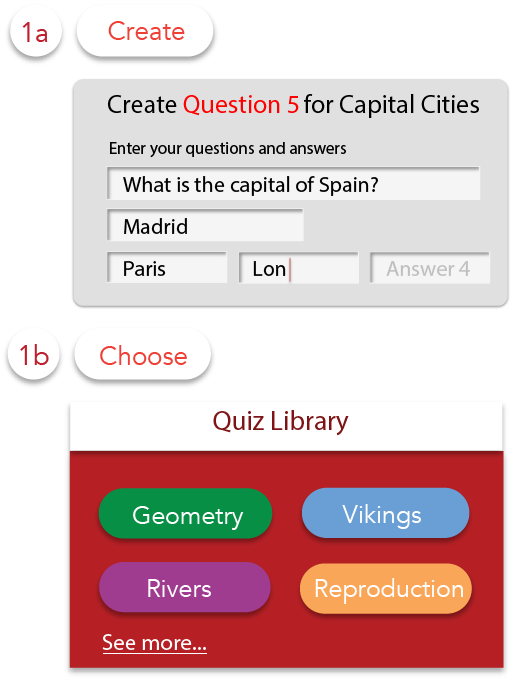 1a Create
Create Question 5 for Capital Cities
Enter your questions and answers
What is the capital of Spain?
Madrid
Paris Lon Answer 4
1b Choose
Quiz Library
Geometry Vikings
Rivers Reproduction
See more...